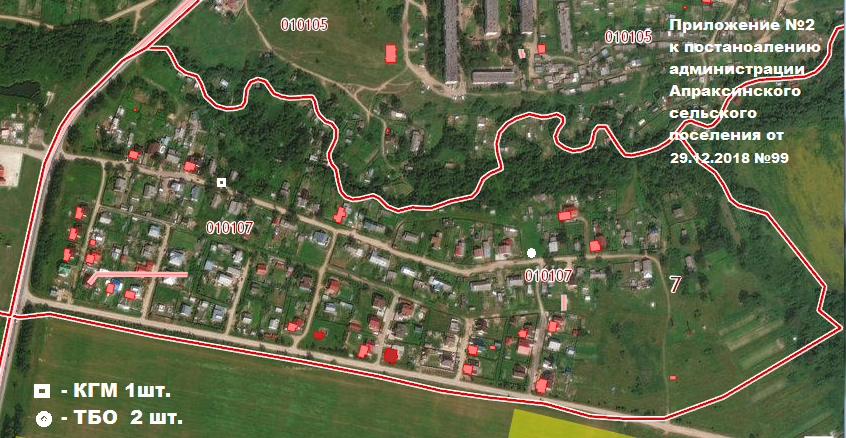 Приложение №2
к постаноалению
администрации
Апраксинского
сельского
поселения от
29.12.2018 №99
010105
010105
010107
010107
7
- КГМ 1шт.
- ТБО 2 шт.